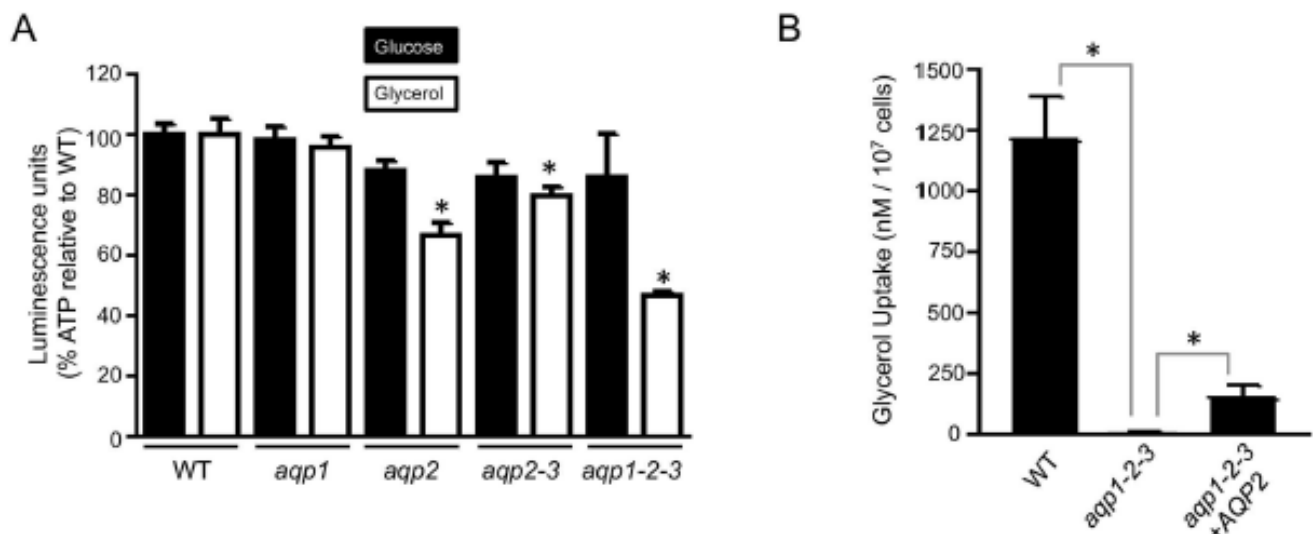 A
Glucose
Glycerol
Luminescence units
(% ATP relative to WT)
120
100
80
60
40
20
0
*
*
*
WT
aqp1
aqp2
aqp2-3
aqp1-2-3
B
Glycerol Uptake (nM / 10⁷ cells)
1500
1250
1000
750
500
250
0
*
*
WT
aqp1-2-3
aqp1-2-3
+AQP2